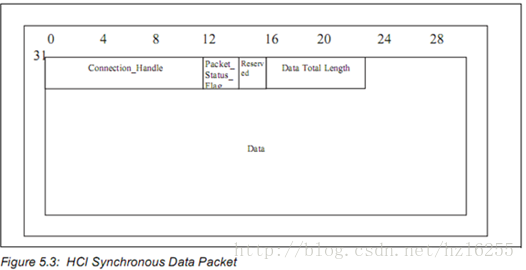 0 4 8 12 16 20 24 28
31
Connection_Handle
Packet_
Status_
Flag
Reserv
ed
Data Total Length
Data
http://blog.csdn.net/hzl6255
Figure 5.3: HCI Synchronous Data Packet